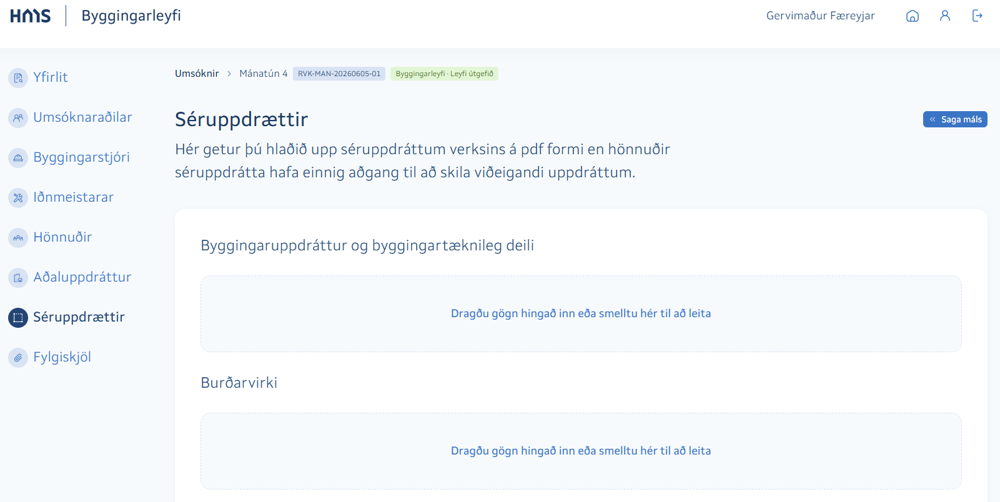 HMS
Byggingarleyfi
Gervimaður Færeyjar
Yfirlit
Umsóknaraðilar
Byggingarstjóri
Iðnmeistarar
Hönnuðir
Aðaluppdráttur
Séruppdrættir
Fylgiskjöl
Umsóknir > Mánatún 4 RVK-MAN-20260605-01 Byggingarleyfi · Leyfi útgefið
Séruppdrættir
« Saga máls
Hér getur þú hlaðið upp séruppdráttum verksins á pdf formi en hönnuðir
séruppdrátta hafa einnig aðgang til að skila viðeigandi uppdráttum.
Byggingaruppdráttur og byggingartæknileg deili
Dragðu gögn hingað inn eða smelltu hér til að leita
Burðarvirki
Dragðu gögn hingað inn eða smelltu hér til að leita